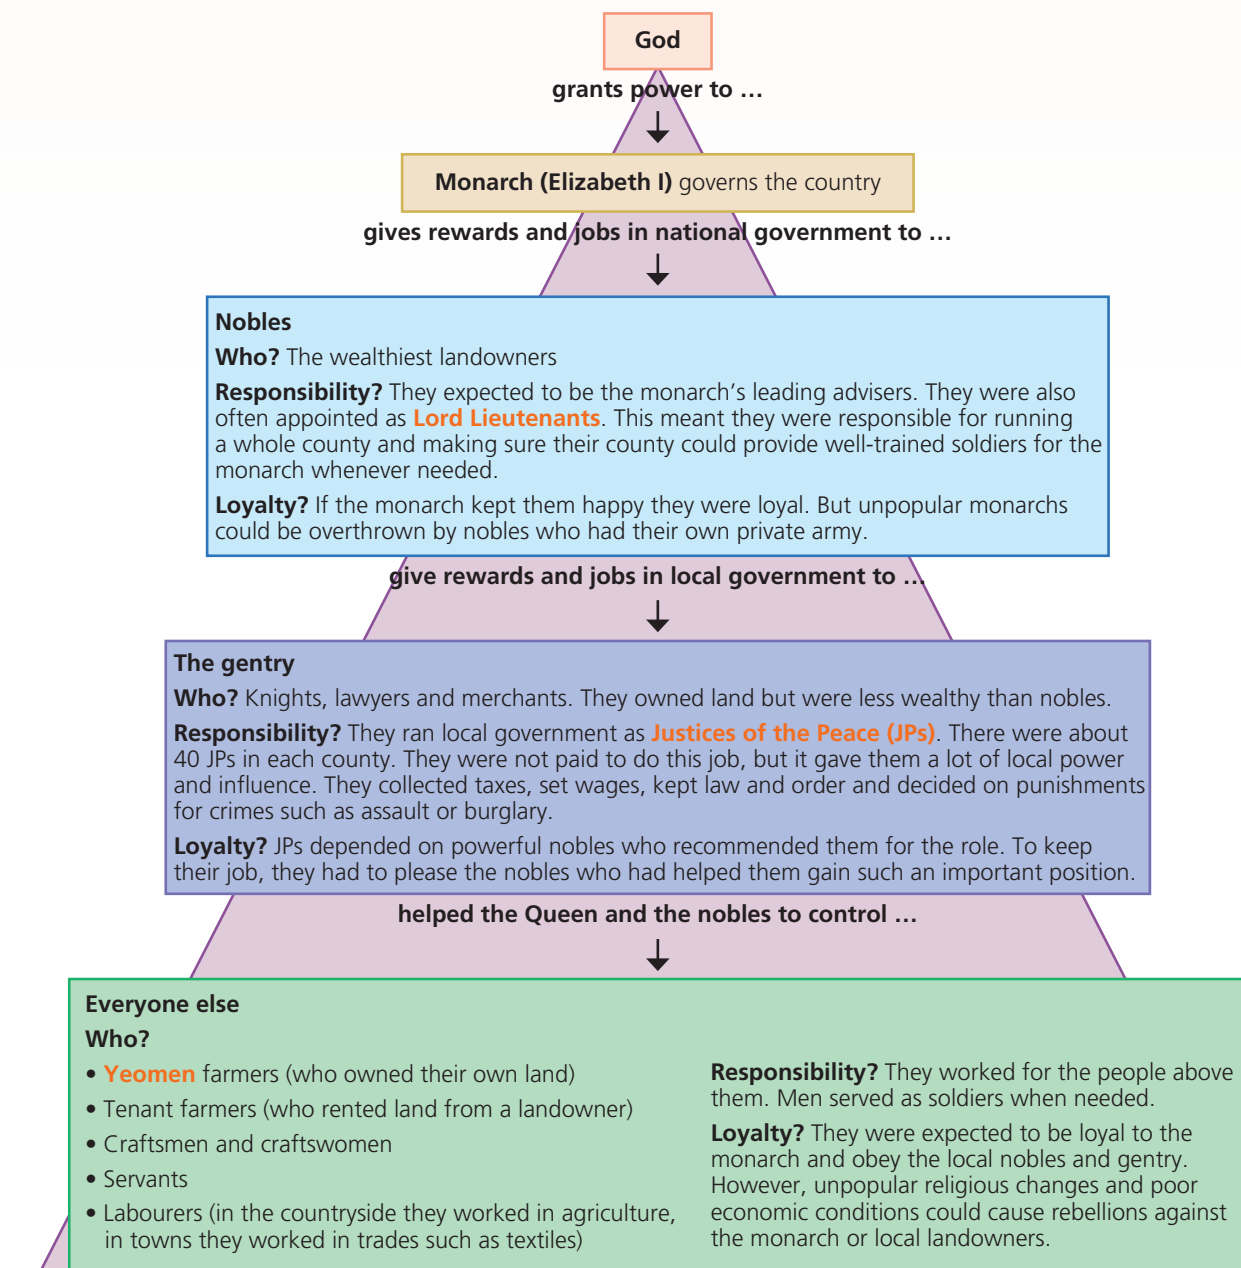 God
grants power to …
Monarch (Elizabeth I) governs the country
gives rewards and jobs in national government to …
Nobles
Who? The wealthiest landowners
Responsibility? They expected to be the monarch’s leading advisers. They were also
often appointed as Lord Lieutenants. This meant they were responsible for running
a whole county and making sure their county could provide well-trained soldiers for the
monarch whenever needed.
Loyalty? If the monarch kept them happy they were loyal. But unpopular monarchs
could be overthrown by nobles who had their own private army.
give rewards and jobs in local government to …
The gentry
Who? Knights, lawyers and merchants. They owned land but were less wealthy than nobles.
Responsibility? They ran local government as Justices of the Peace (JPs). There were about
40 JPs in each county. They were not paid to do this job, but it gave them a lot of local power
and influence. They collected taxes, set wages, kept law and order and decided on punishments
for crimes such as assault or burglary.
Loyalty? JPs depended on powerful nobles who recommended them for the role. To keep
their job, they had to please the nobles who had helped them gain such an important position.
helped the Queen and the nobles to control …
Everyone else
Who?
• Yeomen farmers (who owned their own land)
• Tenant farmers (who rented land from a landowner)
• Craftsmen and craftswomen
• Servants
• Labourers (in the countryside they worked in agriculture,
in towns they worked in trades such as textiles)
Responsibility? They worked for the people above
them. Men served as soldiers when needed.
Loyalty? They were expected to be loyal to the
monarch and obey the local nobles and gentry.
However, unpopular religious changes and poor
economic conditions could cause rebellions against
the monarch or local landowners.